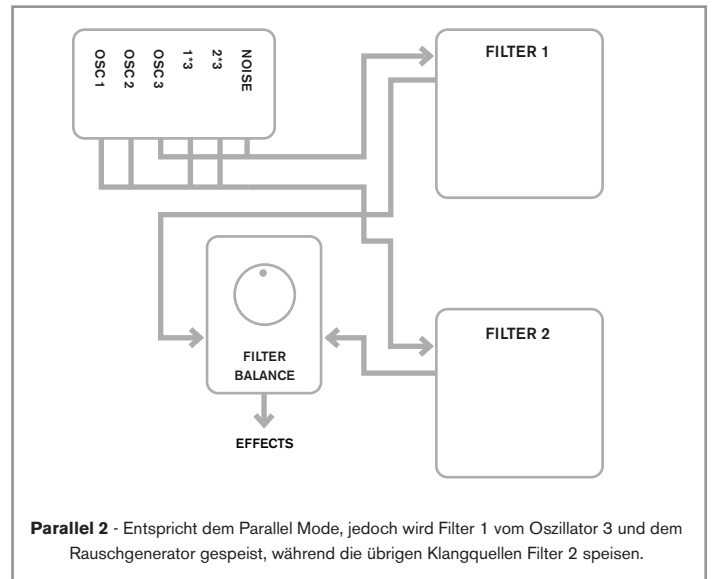 OSC 1
OSC 2
OSC 3
1*3
2*3
NOISE
FILTER 1
FILTER
BALANCE
EFFECTS
FILTER 2
Parallel 2 - Entspricht dem Parallel Mode, jedoch wird Filter 1 vom Oszillator 3 und dem
Rauschgenerator gespeist, während die übrigen Klangquellen Filter 2 speisen.